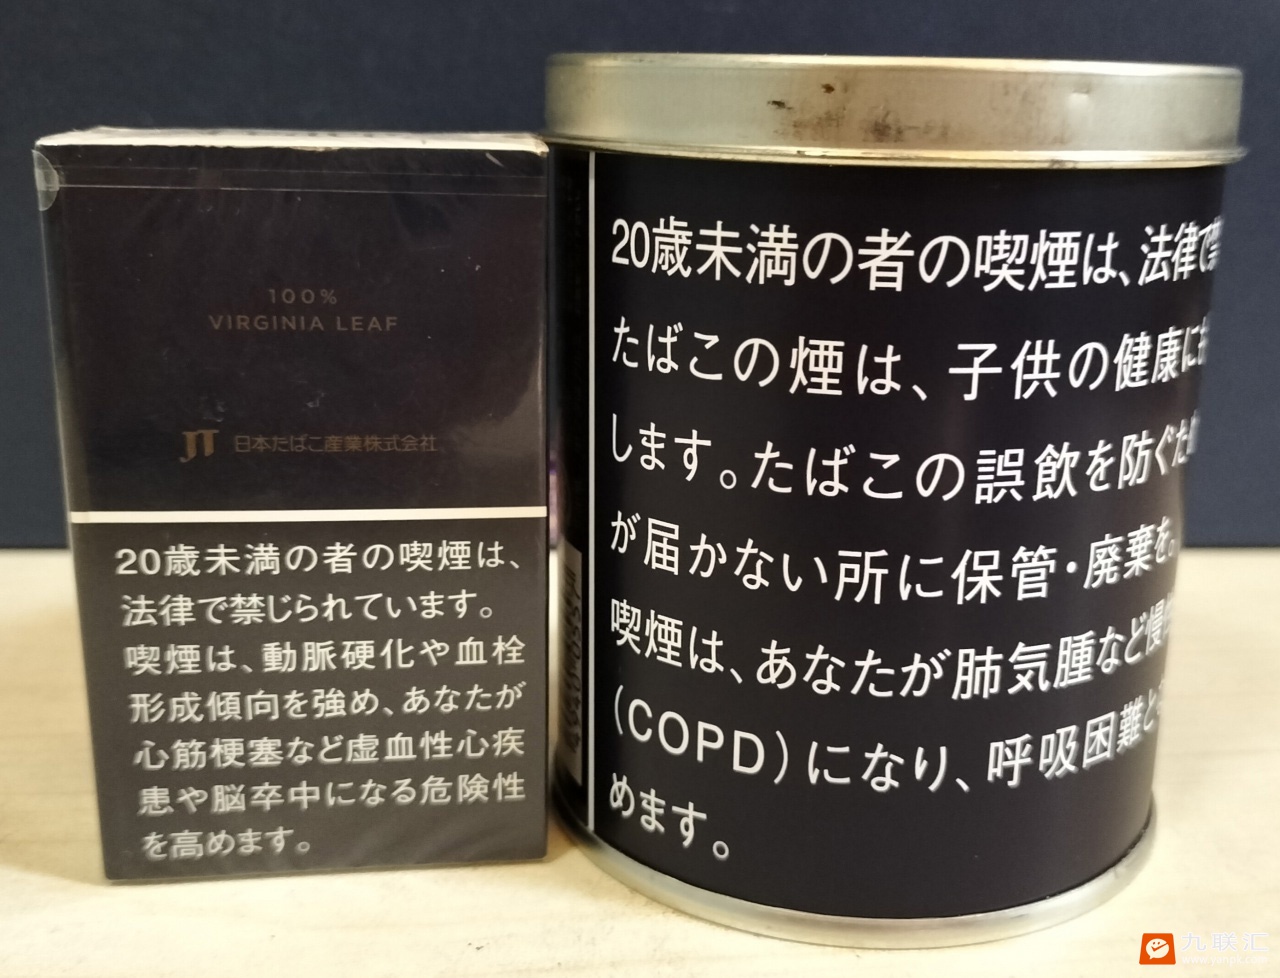 100%
VIRGINIA LEAF
JT 日本たばこ産業株式会社
20歳未満の者の喫煙は、
法律で禁じられています。
喫煙は、動脈硬化や血栓
形成傾向を強め、あなたが
心筋梗塞など虚血性心疾
患や脳卒中になる危険性
を高めます。
20歳未満の者の喫煙は、法律で禁
たばこの煙は、子供の健康にお
します。たばこの誤飲を防ぐため
が届かない所に保管・廃棄を。
喫煙は、あなたが肺気腫など慢性
(COPD)になり、呼吸困難と
めます。
九联汇